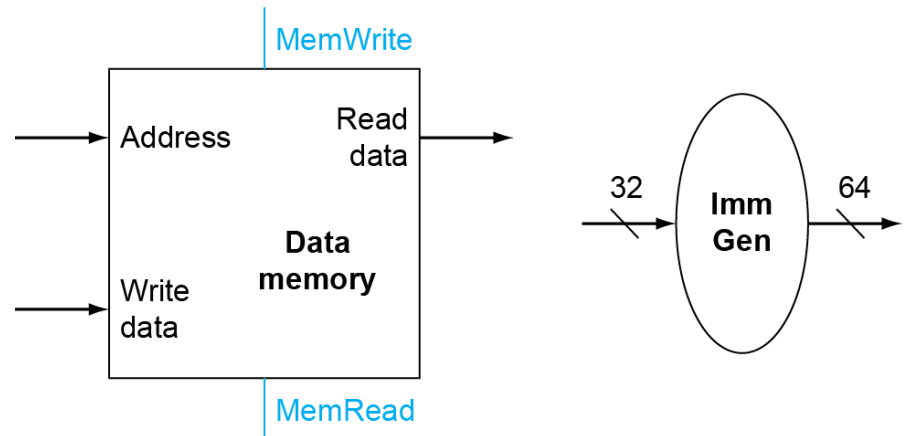 MemWrite
Address
Read
data
Data
memory
Write
data
MemRead
32
Imm
Gen
64